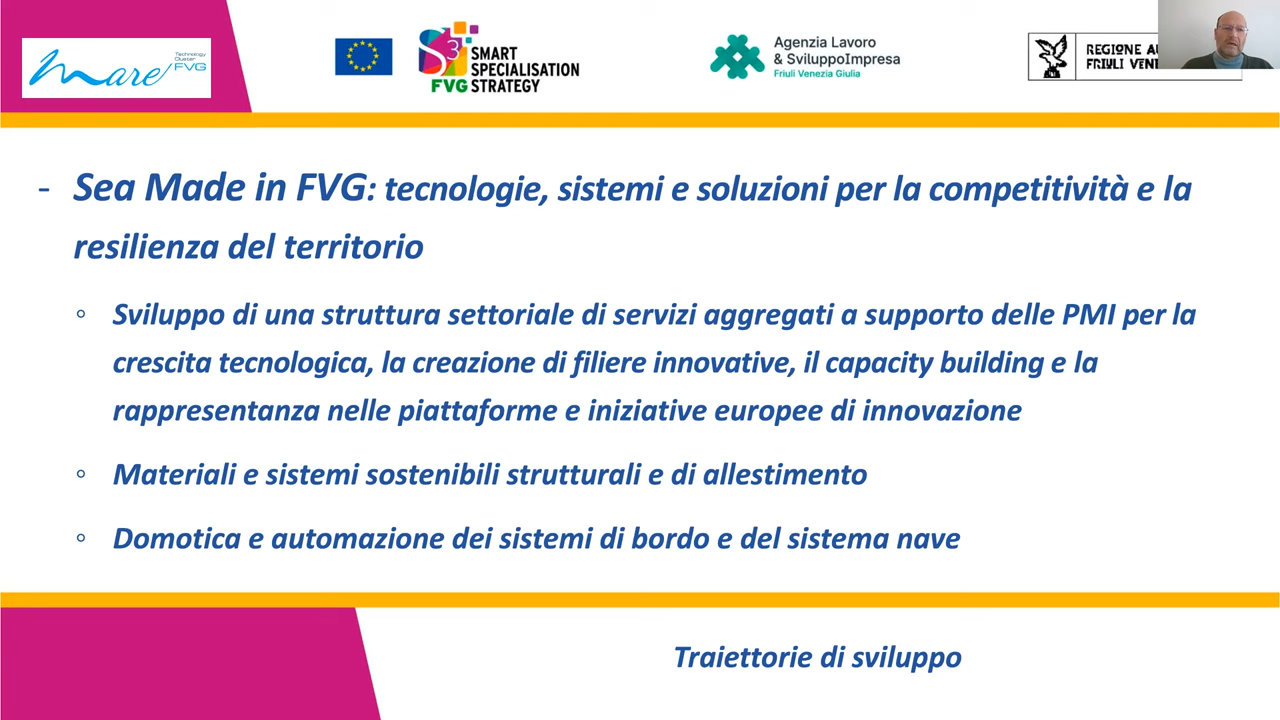 mare
Technology
Cluster
FVG
S3 SMART
SPECIALISATION
FVG STRATEGY
Agenzia Lavoro
& SviluppoImpresa
Friuli Venezia Giulia
REGIONE
FRIULI
- Sea Made in FVG: tecnologie, sistemi e soluzioni per la competitività e la
resilienza del territorio
◦ Sviluppo di una struttura settoriale di servizi aggregati a supporto delle PMI per la
crescita tecnologica, la creazione di filiere innovative, il capacity building e la
rappresentanza nelle piattaforme e iniziative europee di innovazione
◦ Materiali e sistemi sostenibili strutturali e di allestimento
◦ Domotica e automazione dei sistemi di bordo e del sistema nave
Traiettorie di sviluppo